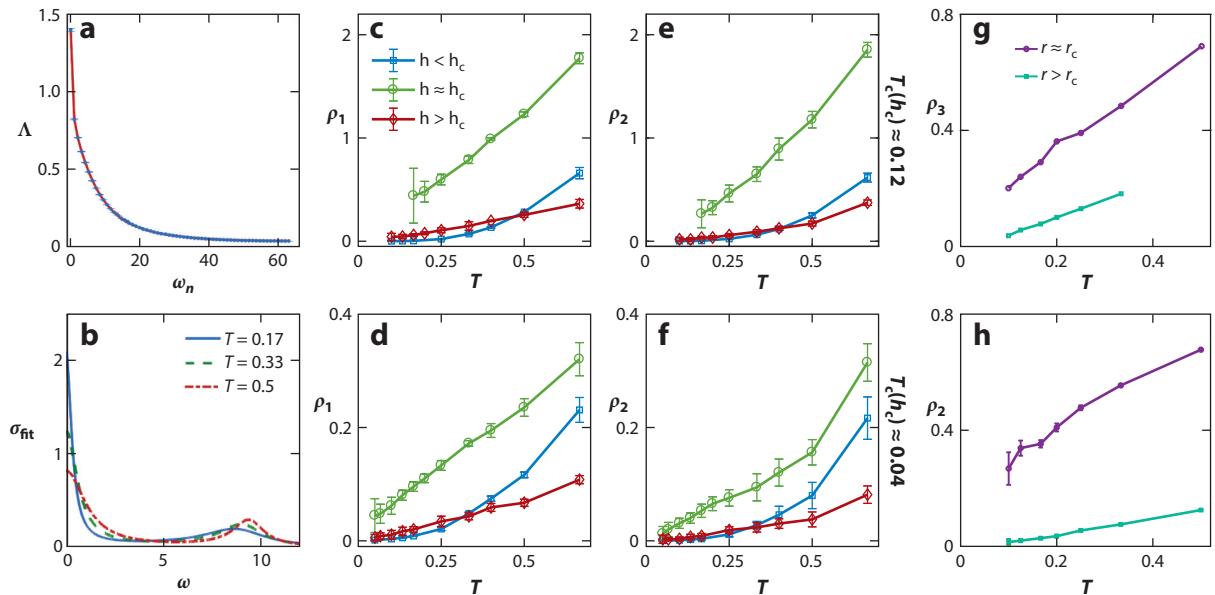 a
1.5
1
0.5
0
Λ
0
20
40
60
ωn
b
2
1
0
σfit
0
5
10
ω
T = 0.17
T = 0.33
T = 0.5
c
2
1
0
ρ1
0
0.25
0.5
T
h < hc
h ≈ hc
h > hc
d
0.4
0.2
0
ρ1
0
0.25
0.5
T
e
2
1
0
ρ2
0
0.25
0.5
T
Tc(hc) ≈ 0.12
f
0.4
0.2
0
ρ2
0
0.25
0.5
T
Tc(hc) ≈ 0.04
g
0.8
0.4
0
ρ3
0
0.2
0.4
T
r ≈ rc
r > rc
h
0.8
0.4
0
ρ2
0
0.2
0.4
T